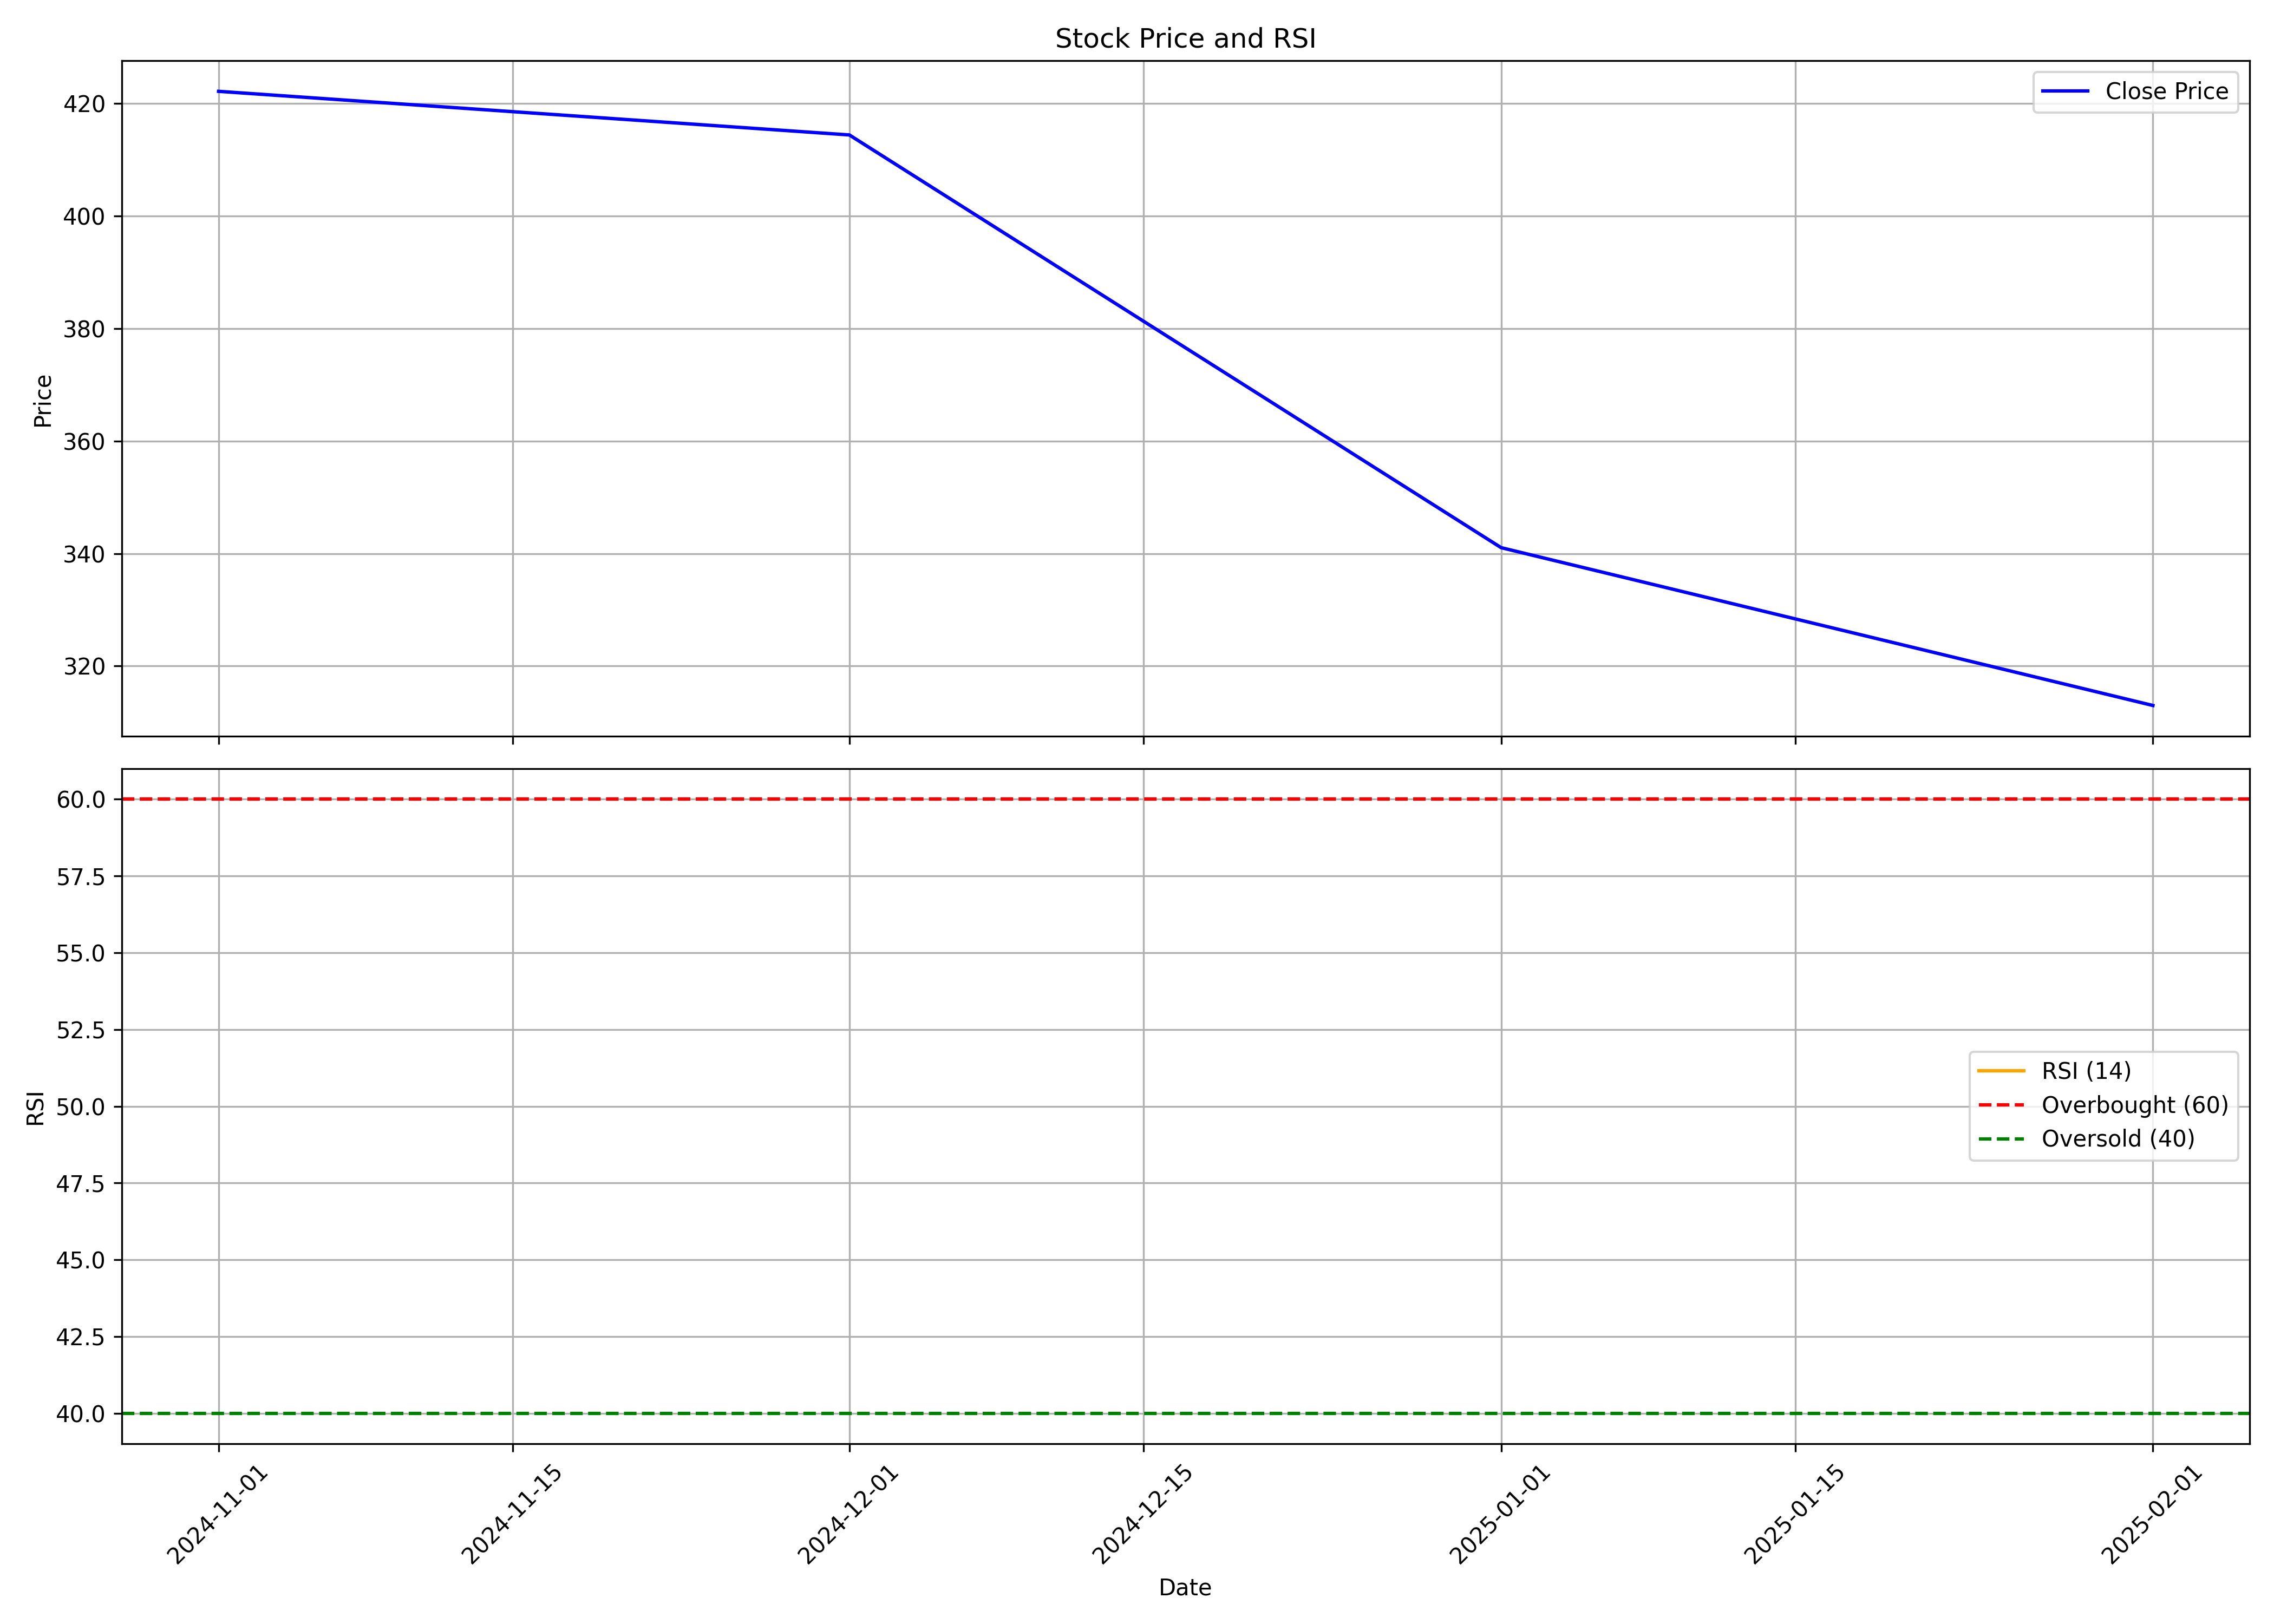 Stock Price and RSI
Close Price
420
400
380
360
340
320
Price
60.0
57.5
55.0
52.5
50.0
47.5
45.0
42.5
40.0
RSI
RSI (14)
Overbought (60)
Oversold (40)
2024-11-01
2024-11-15
2024-12-01
2024-12-15
2025-01-01
2025-01-15
2025-02-01
Date